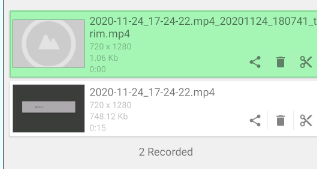 2020-11-24_17-24-22.mp4_20201124_180741_t
rim.mp4
720 x 1280
1.06 Kb
0:00
2020-11-24_17-24-22.mp4
720 x 1280
748.12 Kb
0:15
2 Recorded